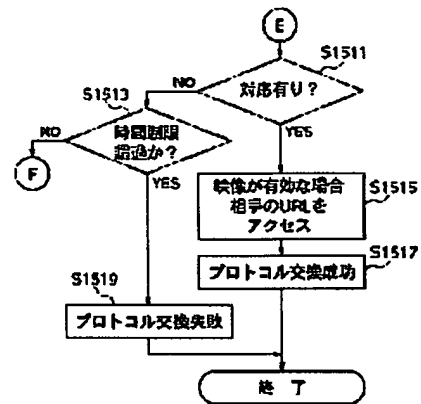 E
S1511
対応有り?
NO
YES
S1513
時間制限
超過か?
NO
YES
F
映像が有効な場合
相手のURLを
アクセス
S1515
プロトコル交換成功
S1517
S1519
プロトコル交換失敗
終 了